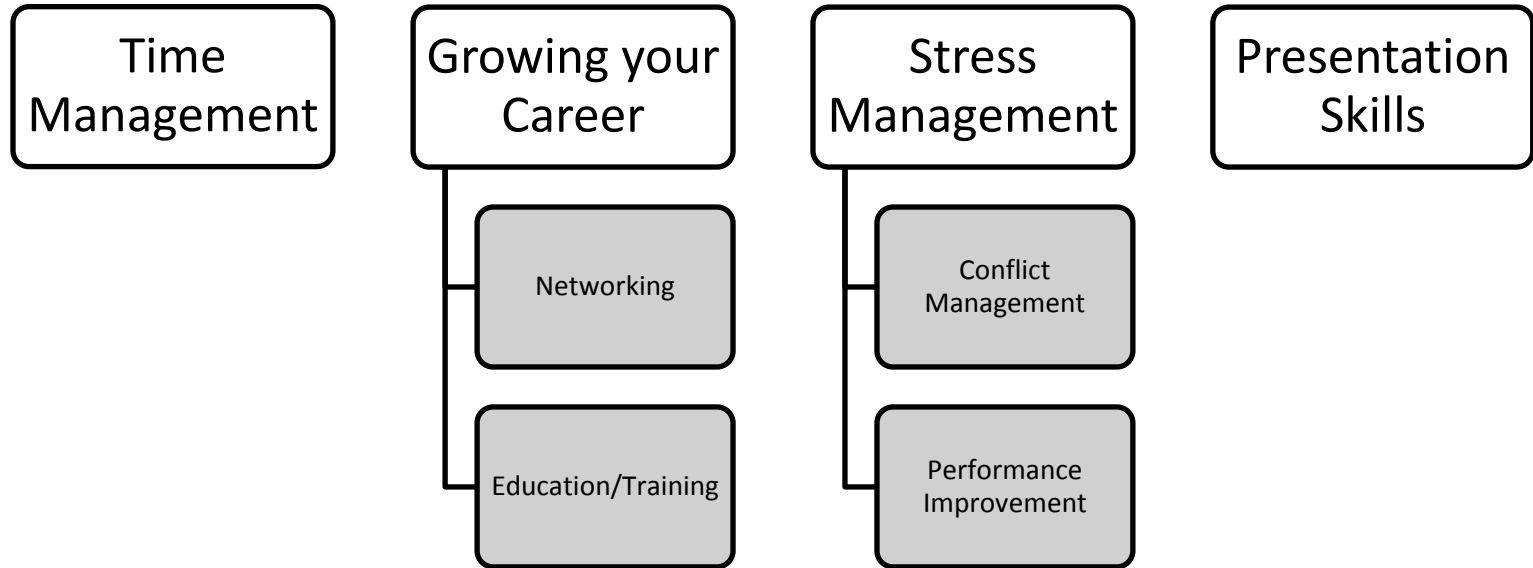 Time
Management
Growing your
Career
Networking
Education/Training
Stress
Management
Conflict
Management
Performance
Improvement
Presentation
Skills